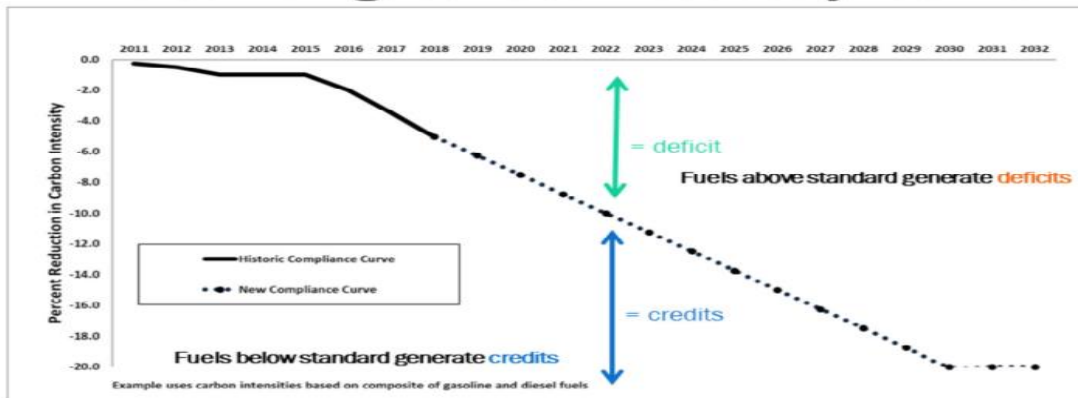 2011 2012 2013 2014 2015 2016 2017 2018 2019 2020 2021 2022 2023 2024 2025 2026 2027 2028 2029 2030 2031 2032
Percent Reduction in Carbon Intensity
0.0
-2.0
-4.0
-6.0
-8.0
-10.0
-12.0
-14.0
-16.0
-18.0
-20.0
= deficit
Fuels above standard generate deficits
Historic Compliance Curve
New Compliance Curve
= credits
Fuels below standard generate credits
Example uses carbon intensities based on composite of gasoline and diesel fuels